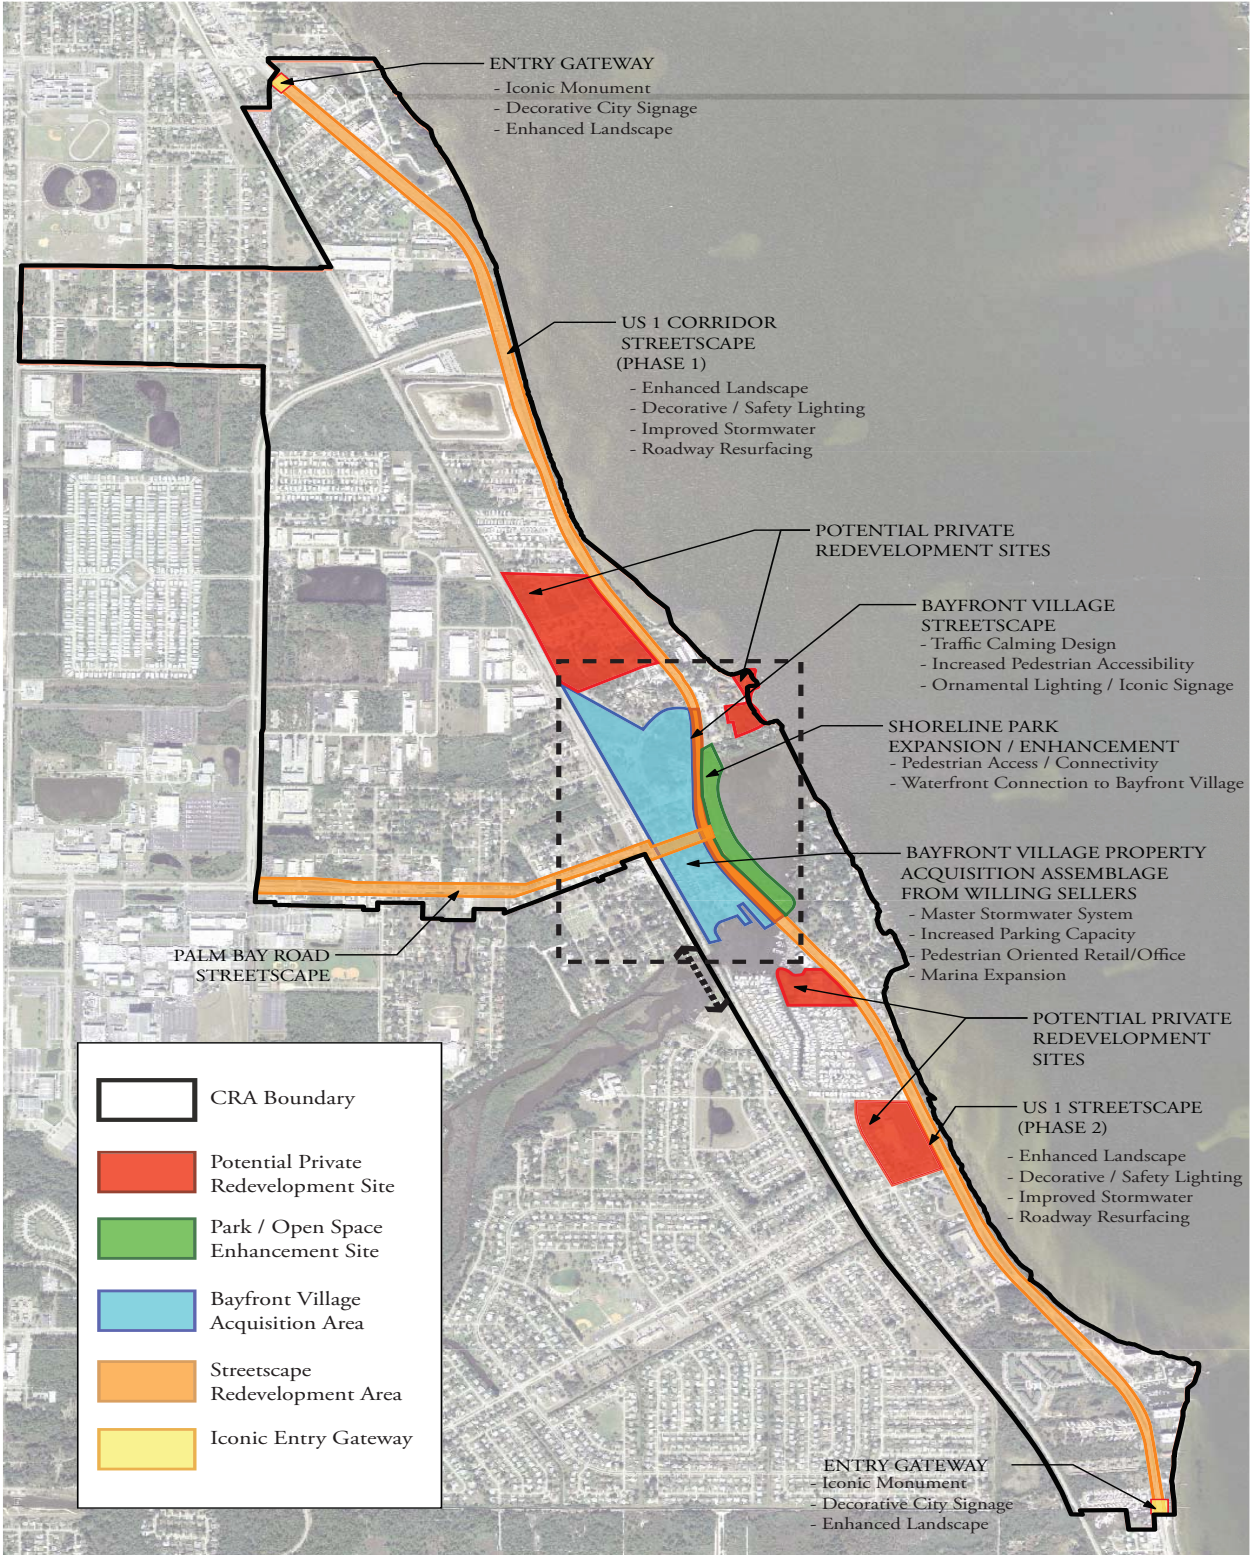 ENTRY GATEWAY
- Iconic Monument
- Decorative City Signage
- Enhanced Landscape
US 1 CORRIDOR
STREETSCAPE
(PHASE 1)
- Enhanced Landscape
- Decorative / Safety Lighting
- Improved Stormwater
- Roadway Resurfacing
POTENTIAL PRIVATE
REDEVELOPMENT SITES
BAYFRONT VILLAGE
STREETSCAPE
- Traffic Calming Design
- Increased Pedestrian Accessibility
- Ornamental Lighting / Iconic Signage
SHORELINE PARK
EXPANSION / ENHANCEMENT
- Pedestrian Access / Connectivity
- Waterfront Connection to Bayfront Village
BAYFRONT VILLAGE PROPERTY
ACQUISITION ASSEMBLAGE
FROM WILLING SELLERS
- Master Stormwater System
- Increased Parking Capacity
- Pedestrian Oriented Retail/Office
- Marina Expansion
PALM BAY ROAD
STREETSCAPE
POTENTIAL PRIVATE
REDEVELOPMENT
SITES
US 1 STREETSCAPE
(PHASE 2)
- Enhanced Landscape
- Decorative / Safety Lighting
- Improved Stormwater
- Roadway Resurfacing
CRA Boundary
Potential Private
Redevelopment Site
Park / Open Space
Enhancement Site
Bayfront Village
Acquisition Area
Streetscape
Redevelopment Area
Iconic Entry Gateway
ENTRY GATEWAY
- Iconic Monument
- Decorative City Signage
- Enhanced Landscape